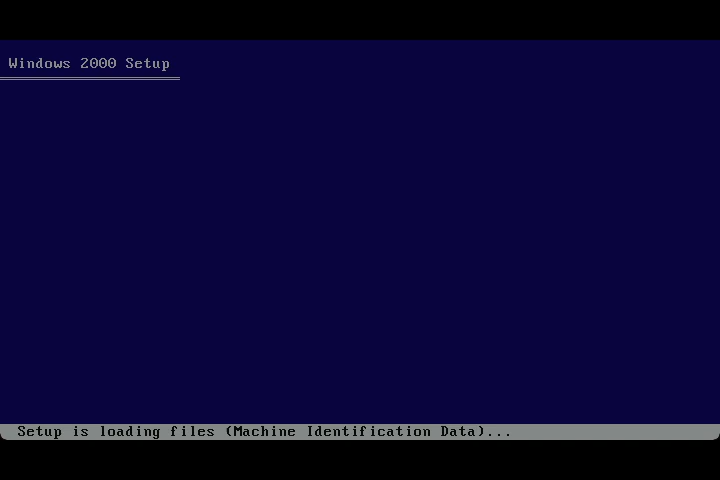 Windows 2000 Setup
Setup is loading files (Machine Identification Data)...